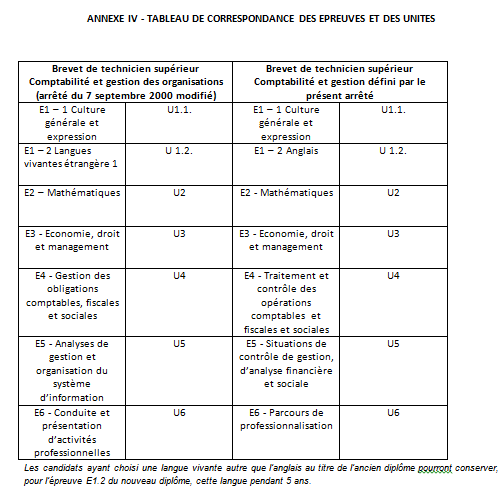 ANNEXE IV - TABLEAU DE CORRESPONDANCE DES EPREUVES ET DES UNITES
Brevet de technicien supérieur
Comptabilité et gestion des organisations
(arrêté du 7 septembre 2000 modifié)
Brevet de technicien supérieur
Comptabilité et gestion défini par le
présent arrêté
E1 – 1 Culture
générale et
expression
U1.1.
E1 – 1 Culture
générale et
expression
U1.1.
E1 – 2 Langues
vivantes étrangère 1
U 1.2.
E1 – 2 Anglais
U 1.2.
E2 – Mathématiques
U2
E2 - Mathématiques
U2
E3 - Economie, droit
et management
U3
E3 - Economie, droit
et management
U3
E4 - Gestion des
obligations
comptables, fiscales
et sociales
U4
E4 - Traitement et
contrôle des
opérations
comptables et
fiscales et sociales
U4
E5 - Analyses de
gestion et
organisation du
système
d'information
U5
E5 - Situations de
contrôle de gestion,
d'analyse financière
et sociale
U5
E6 - Conduite et
présentation
d'activités
professionnelles
U6
E6 - Parcours de
professionnalisation
U6
Les candidats ayant choisi une langue vivante autre que l'anglais au titre de l'ancien diplôme pourront conserver,
pour l'épreuve E1.2 du nouveau diplôme, cette langue pendant 5 ans.